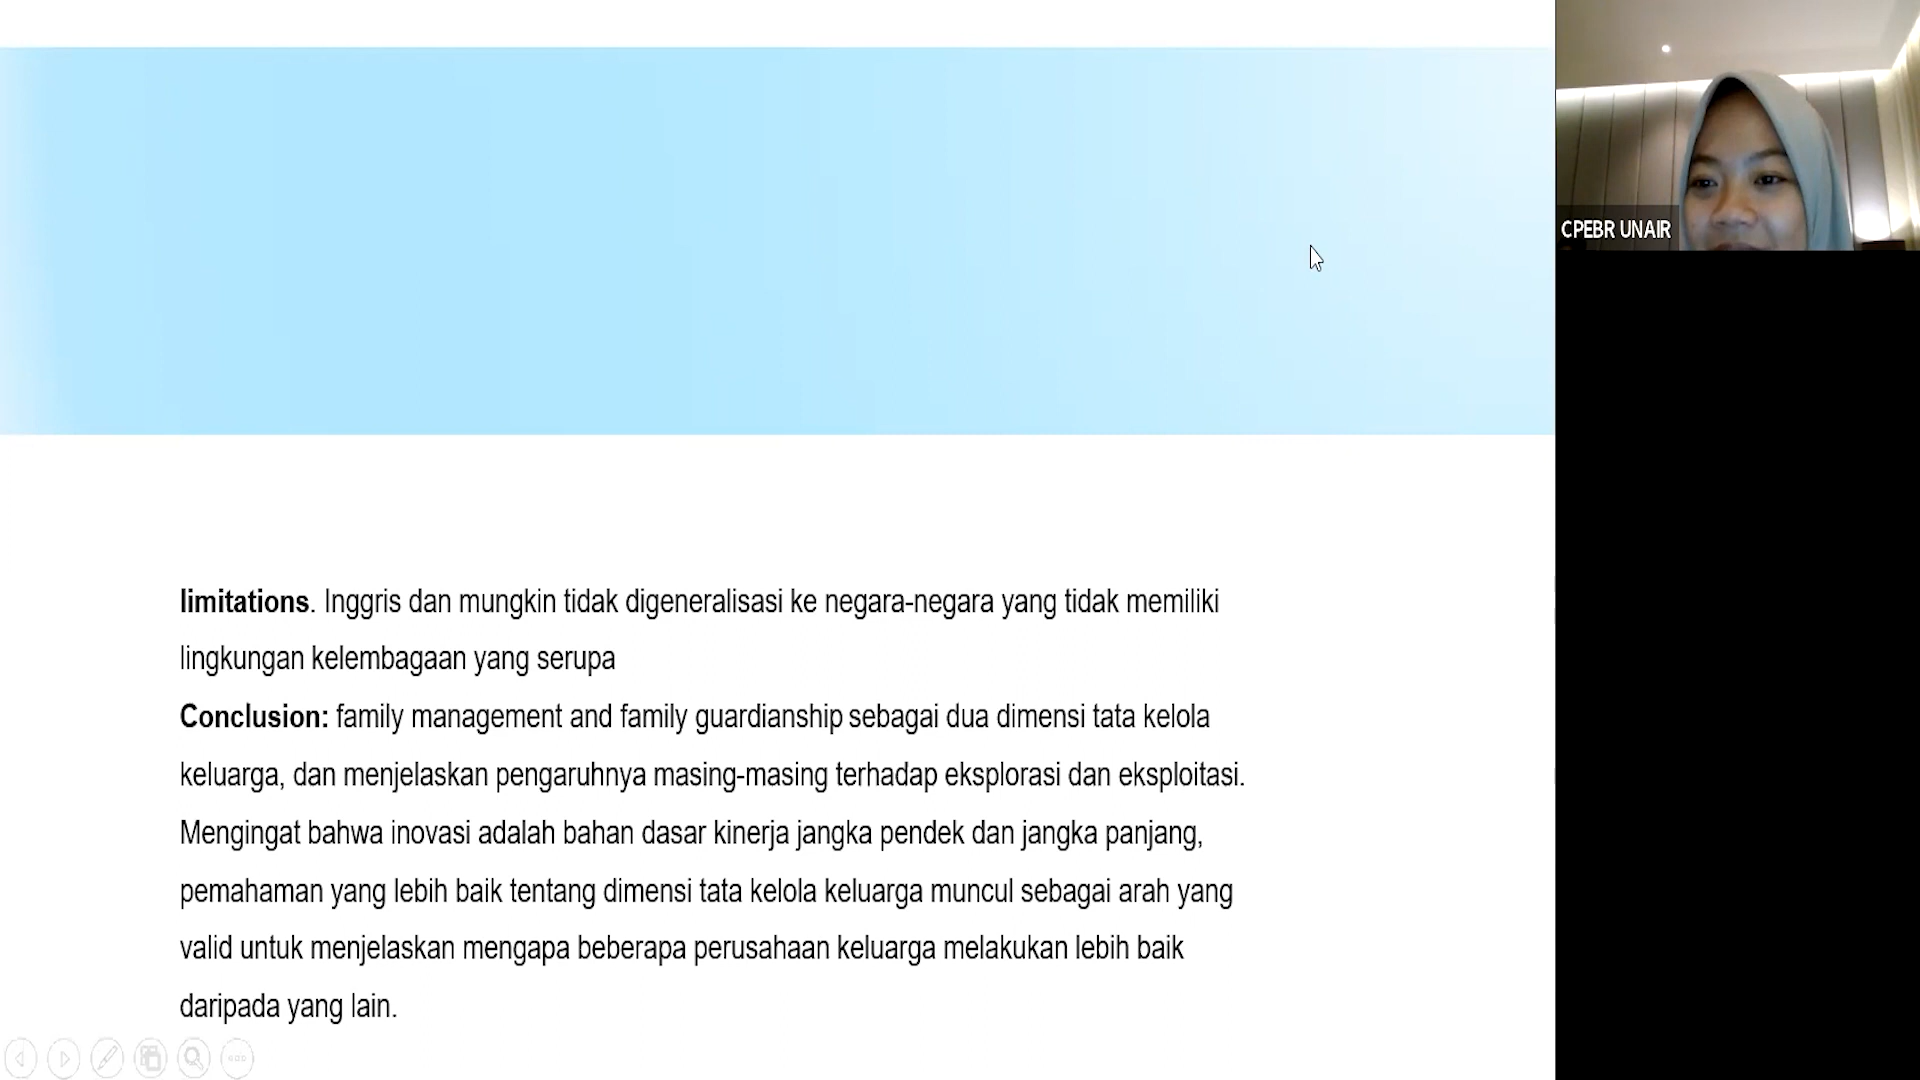 CPEBR UNAIR
limitations. Inggris dan mungkin tidak digeneralisasi ke negara-negara yang tidak memiliki
lingkungan kelembagaan yang serupa
Conclusion: family management and family guardianship sebagai dua dimensi tata kelola
keluarga, dan menjelaskan pengaruhnya masing-masing terhadap eksplorasi dan eksploitasi.
Mengingat bahwa inovasi adalah bahan dasar kinerja jangka pendek dan jangka panjang,
pemahaman yang lebih baik tentang dimensi tata kelola keluarga muncul sebagai arah yang
valid untuk menjelaskan mengapa beberapa perusahaan keluarga melakukan lebih baik
daripada yang lain.